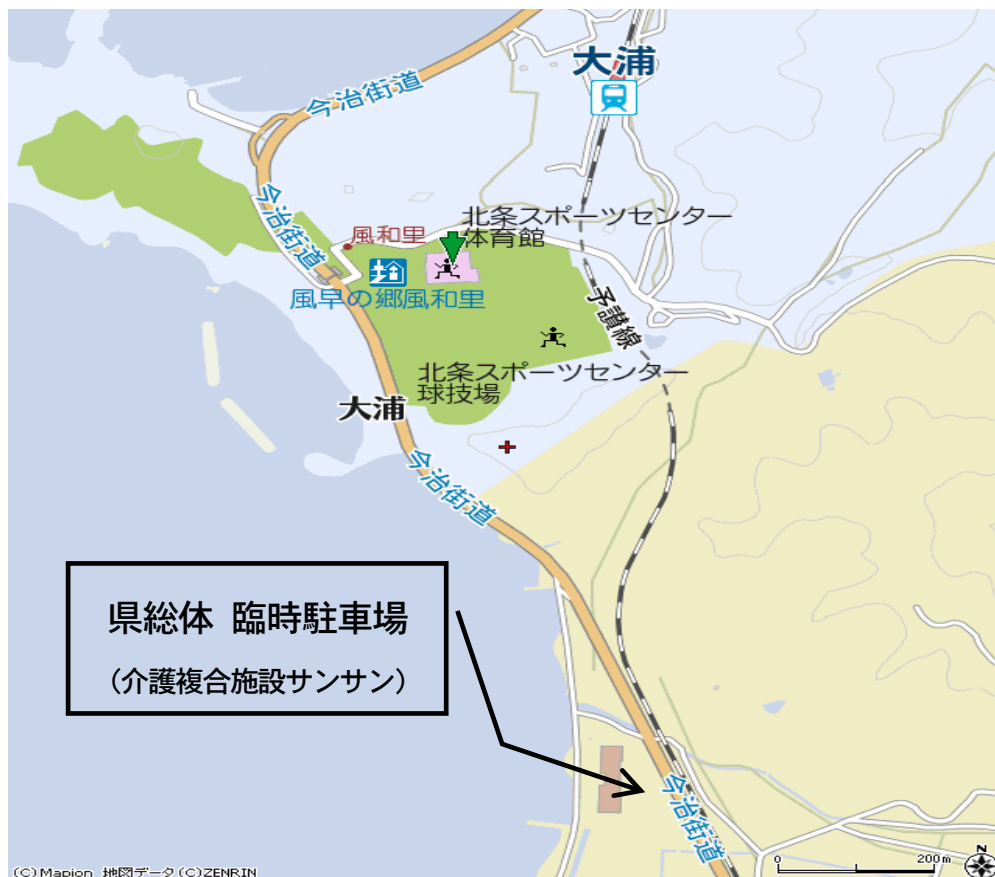 大浦
今治街道
今治街道
北条スポーツセンター
体育館
風和里
風早の郷風和里
予讃線
北条スポーツセンター
球技場
大浦
今治街道
県総体 臨時駐車場
（介護複合施設サンサン）
今治街道
0 200m
N
(C)Mapion 地図データ(C)ZENRIN